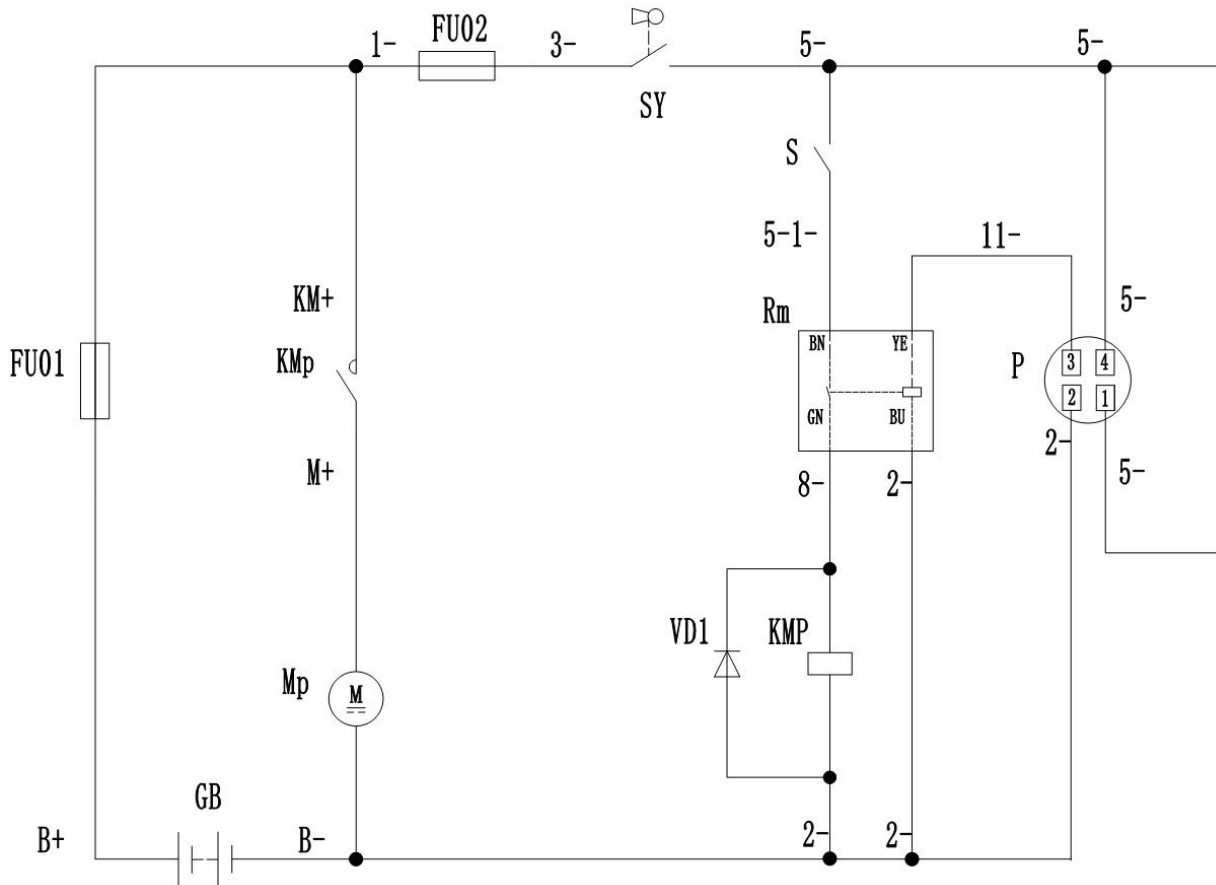 1-
FU02
3-
5-
5-
SY
S
5-1-
11-
KM+
Rm
5-
FU01
KMp
BN
YE
P
3
4
2
1
GN
BU
2-
M+
8-
2-
5-
VD1
KMP
Mp
M
GB
B+
B-
2-
2-